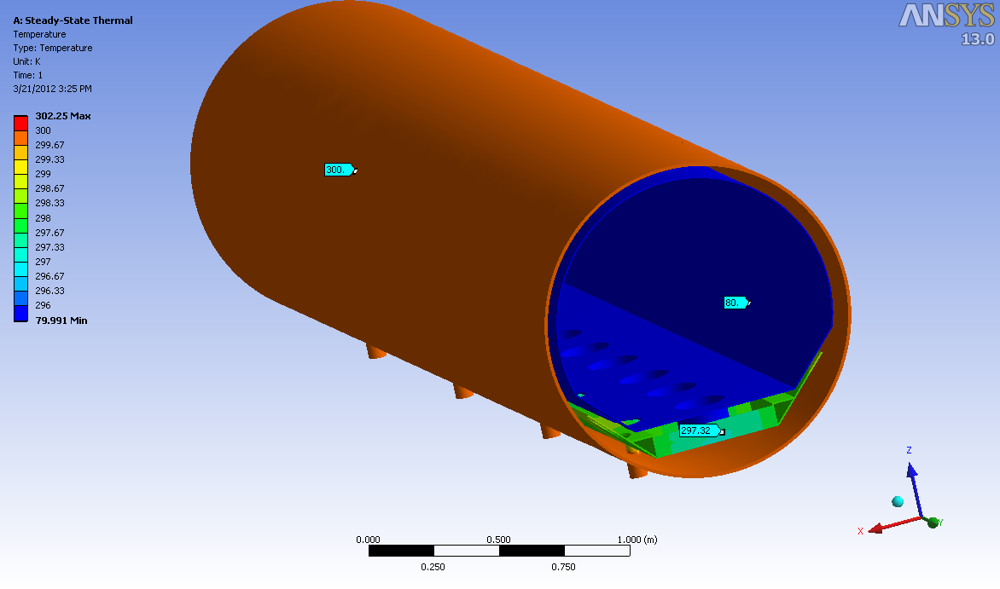 A: Steady-State Thermal
Temperature
Type: Temperature
Unit: K
Time: 1
3/21/2012 3:25 PM
302.25 Max
300
299.67
299.33
299
298.67
298.33
298
297.67
297.33
297
296.67
296.33
296
79.991 Min
ANSYS
13.0
300.
80.
297.32
Z
X
Y
0.000 0.500 1.000 (m)
0.250 0.750